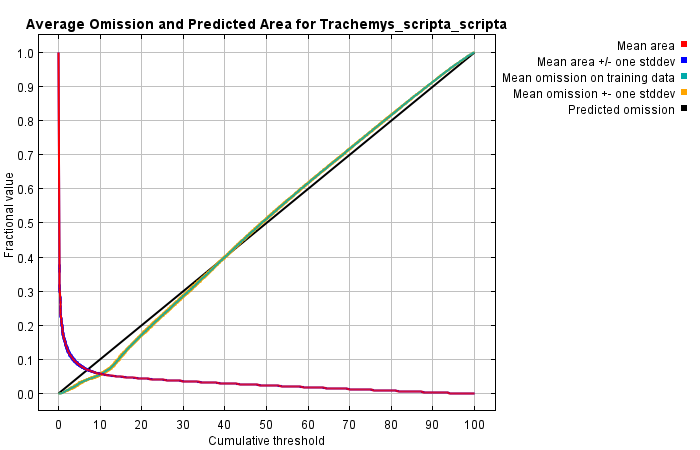 Average Omission and Predicted Area for Trachemys_scripta_scripta
Mean area
Mean area +/- one stddev
Mean omission on training data
Mean omission +- one stddev
Predicted omission
Fractional value
1.0
0.9
0.8
0.7
0.6
0.5
0.4
0.3
0.2
0.1
0.0
0 10 20 30 40 50 60 70 80 90 100
Cumulative threshold